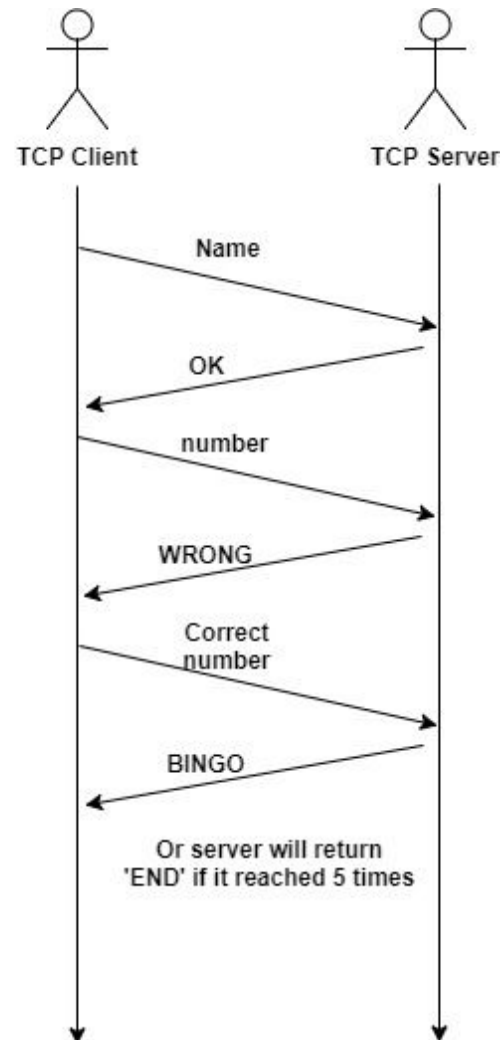 TCP Client
TCP Server
Name
OK
number
WRONG
Correct
number
BINGO
Or server will return
'END' if it reached 5 times